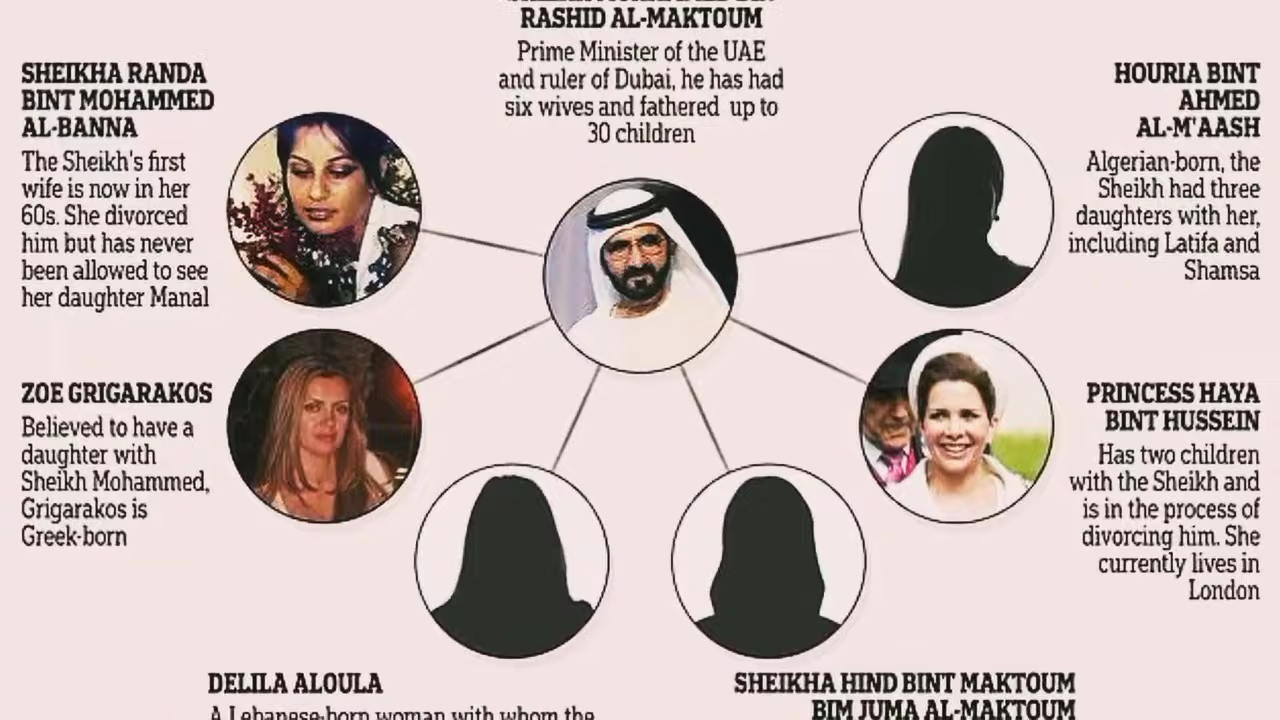 RASHID AL-MAKTOUM
Prime Minister of the UAE
and ruler of Dubai, he has had
six wives and fathered up to
30 children
SHEIKHA RANDA
BINT MOHAMMED
AL-BANNA
The Sheikh's first
wife is now in her
60s. She divorced
him but has never
been allowed to see
her daughter Manal
HOURIA BINT
AHMED
AL-M'AASH
Algerian-born, the
Sheikh had three
daughters with her,
including Latifa and
Shamsa
ZOE GRIGARAKOS
Believed to have a
daughter with
Sheikh Mohammed,
Grigarakos is
Greek-born
PRINCESS HAYA
BINT HUSSEIN
Has two children
with the Sheikh and
is in the process of
divorcing him. She
currently lives in
London
DELILA ALOULA
A Lebanese-born woman with whom the
SHEIKHA HIND BINT MAKTOUM
BIM JUMA AL-MAKTOUM